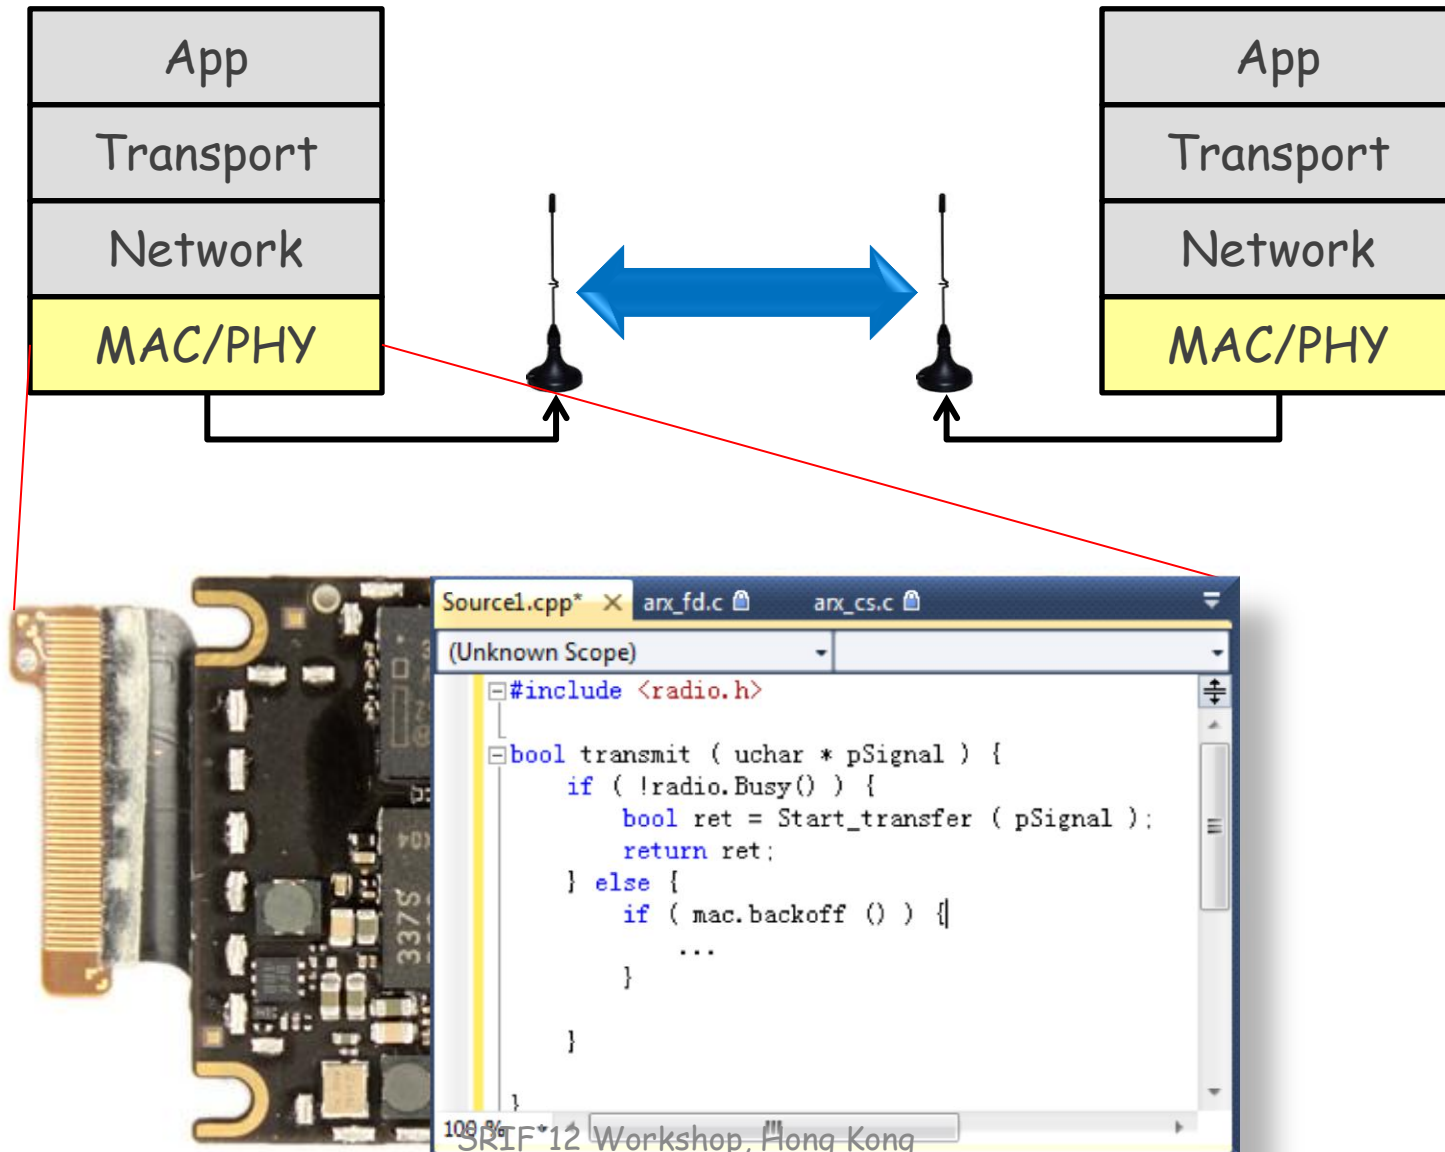 App
Transport
Network
MAC/PHY
App
Transport
Network
MAC/PHY
Source1.cpp* arx_fd.c arx_cs.c
(Unknown Scope)
#include <radio.h>
bool transmit ( uchar * pSignal ) {
if ( !radio.Busy() ) {
bool ret = Start_transfer ( pSignal );
return ret;
} else {
if ( mac.backoff () ) {
...
}
}
}
337S
100 %
SRIF'12 Workshop, Hong Kong